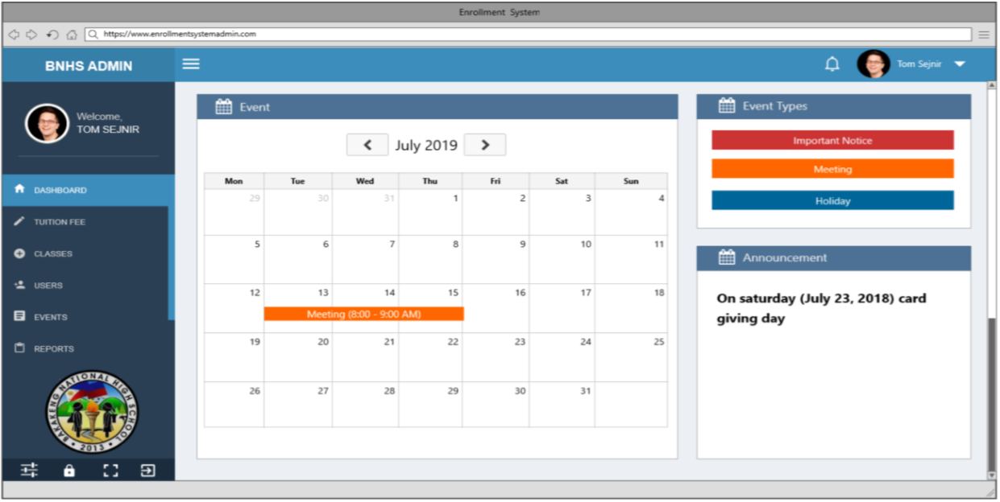 Enrollment System
https://www.enrollmentsystemadmin.com
BNHS ADMIN
Tom Sejnir
Welcome,
TOM SEJNIR
DASHBOARD
TUITION FEE
CLASSES
USERS
EVENTS
REPORTS
BAKAKENG NATIONAL HIGH SCHOOL
2013
Event
July 2019
Mon Tue Wed Thu Fri Sat Sun
29 30 31 1 2 3 4
5 6 7 8 9 10 11
12 13 14 15 16 17 18
Meeting (8:00 - 9:00 AM)
19 20 21 22 23 24 25
26 27 28 29 30 31
Event Types
Important Notice
Meeting
Holiday
Announcement
On saturday (July 23, 2018) card
giving day